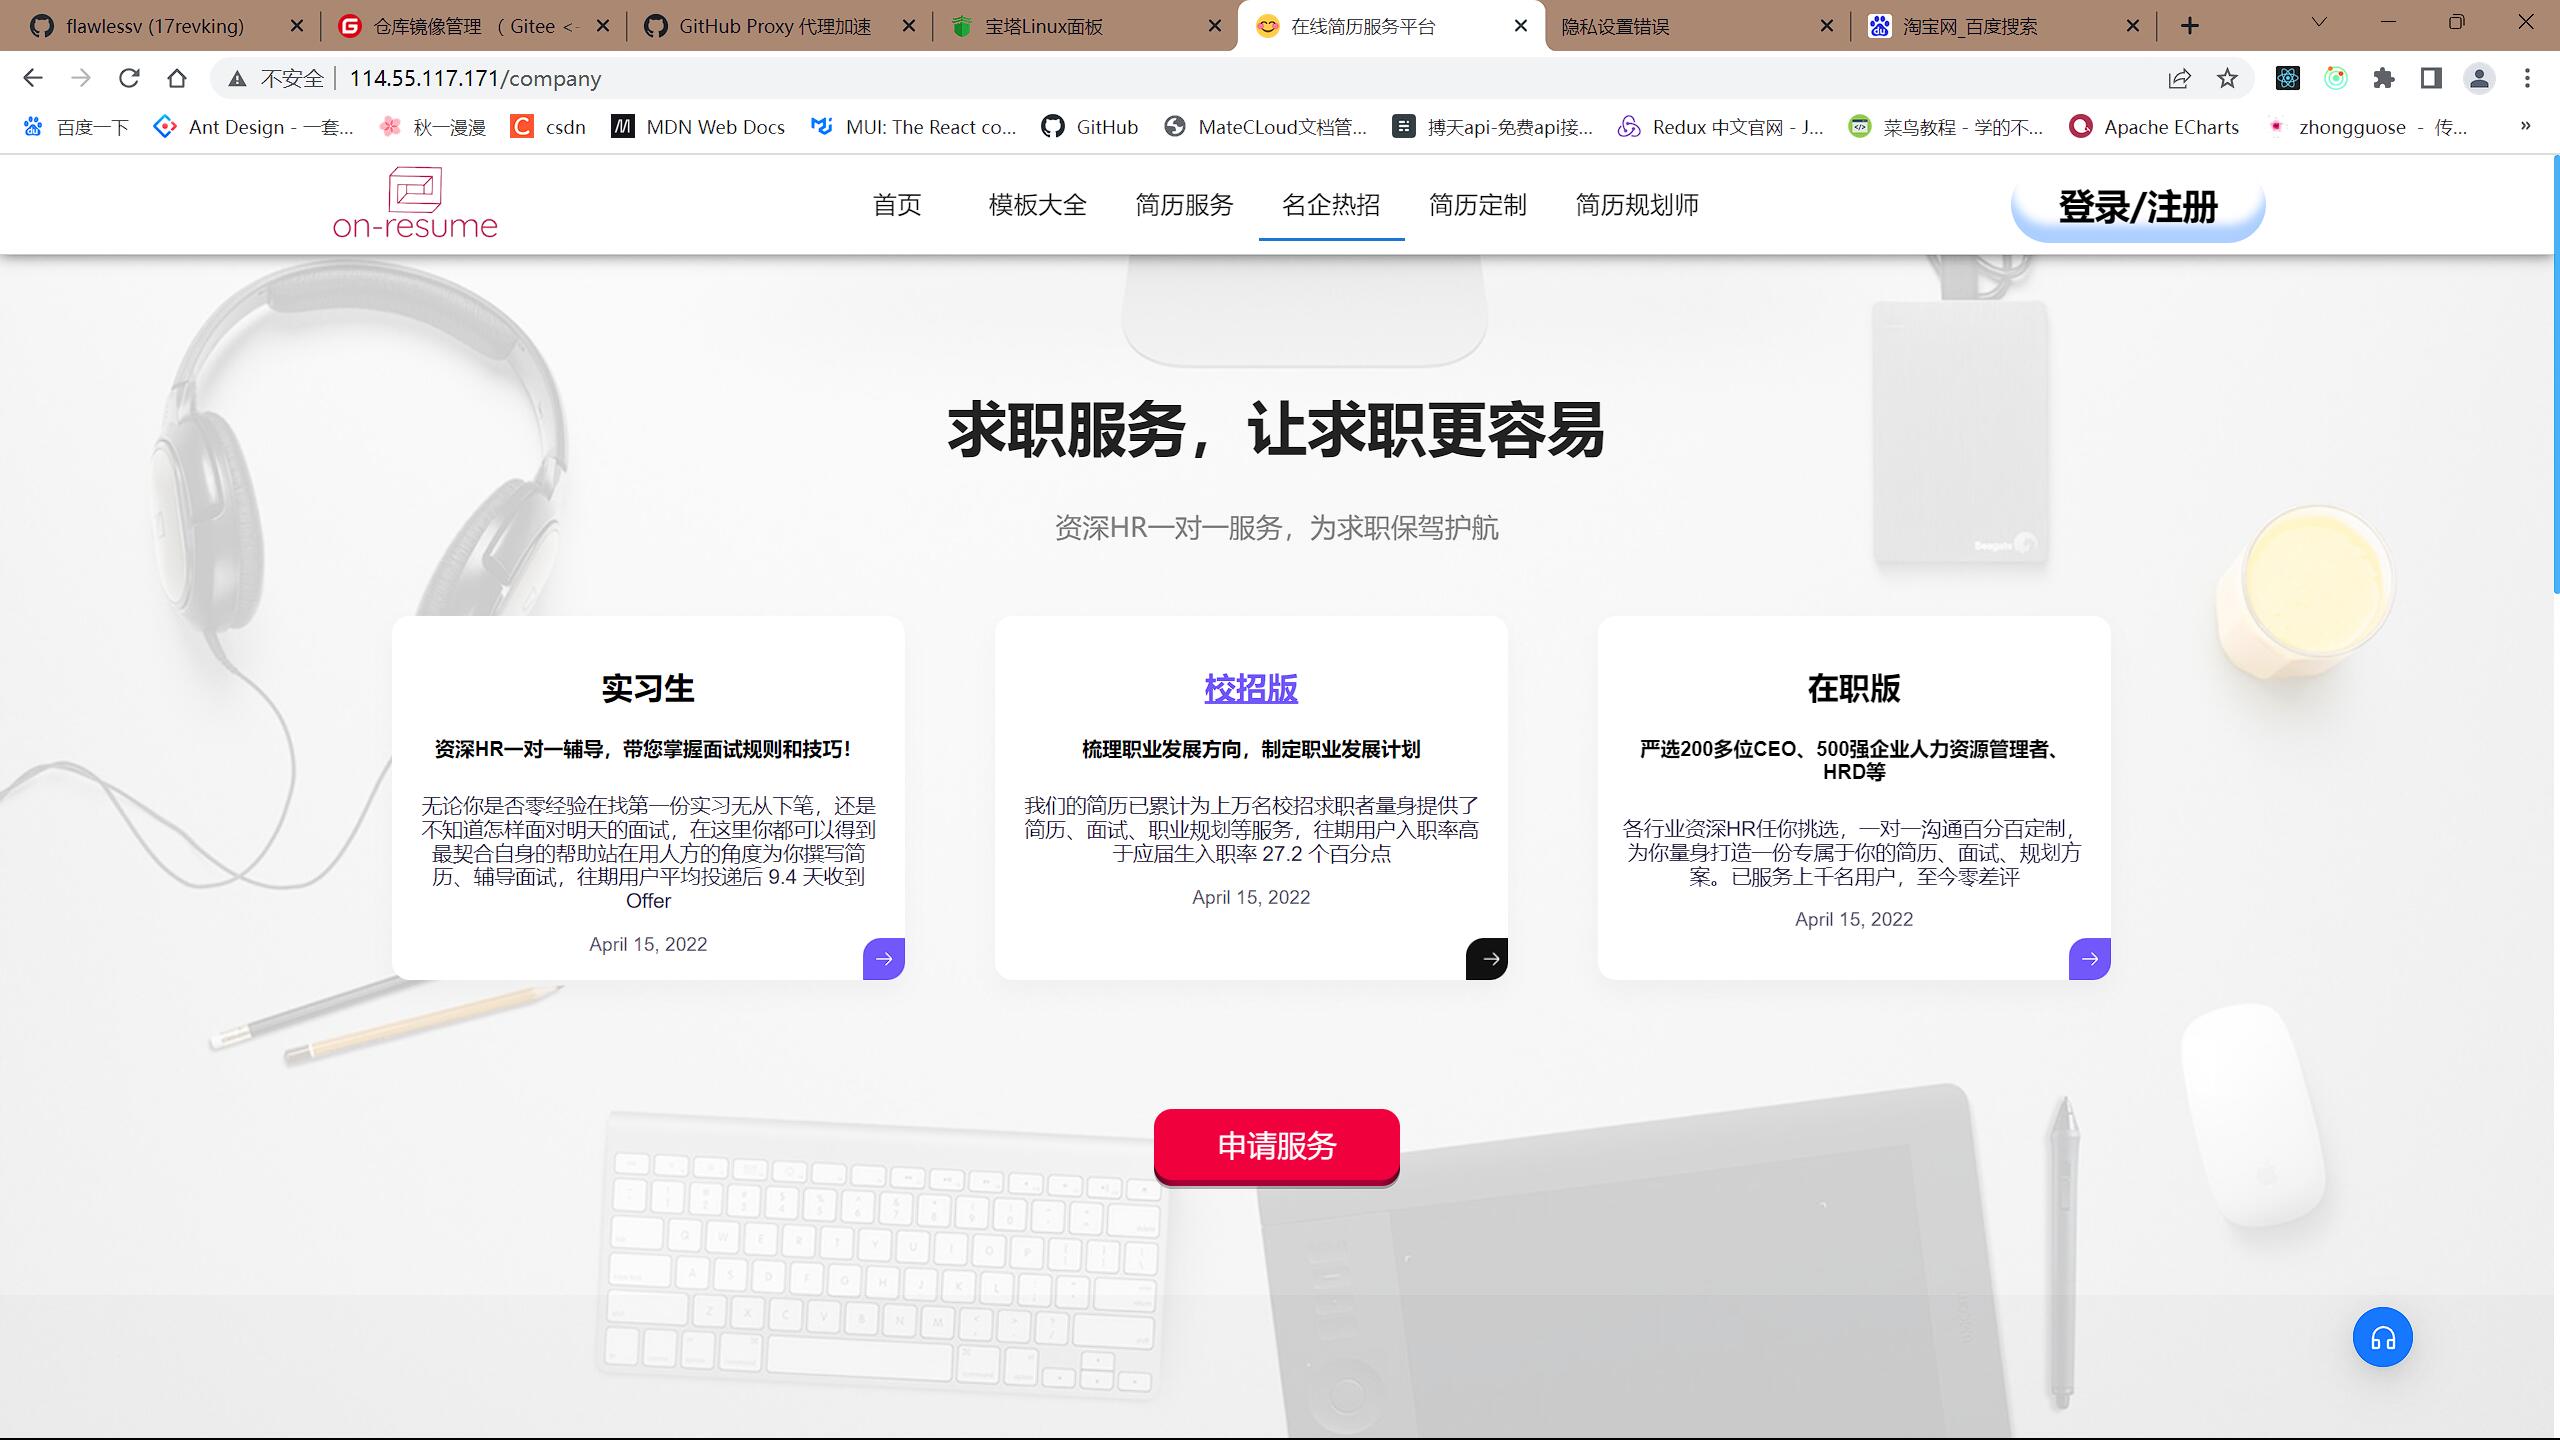 flawlessv (17revking)
仓库镜像管理 （ Gitee <-
GitHub Proxy 代理加速
宝塔Linux面板
在线简历服务平台
隐私设置错误
淘宝网_百度搜索
不安全 114.55.117.171/company
百度一下
Ant Design - 一套...
秋一漫漫
csdn
MDN Web Docs
MUI: The React co...
GitHub
MateCLoud文档管...
搏天api-免费api接...
Redux 中文官网 - J...
菜鸟教程 - 学的不...
Apache ECharts
zhongguose - 传...
»
on-resume
首页
模板大全
简历服务
名企热招
简历定制
简历规划师
登录/注册
求职服务，让求职更容易
资深HR一对一服务，为求职保驾护航
Seagate
实习生
资深HR一对一辅导，带您掌握面试规则和技巧！
无论你是否零经验在找第一份实习无从下笔，还是
不知道怎样面对明天的面试，在这里你都可以得到
最契合自身的帮助站在用人方的角度为你撰写简
历、辅导面试，往期用户平均投递后 9.4 天收到
Offer
April 15, 2022
校招版
梳理职业发展方向，制定职业发展计划
我们的简历已累计为上万名校招求职者量身提供了
简历、面试、职业规划等服务，往期用户入职率高
于应届生入职率 27.2 个百分点
April 15, 2022
在职版
严选200多位CEO、500强企业人力资源管理者、
HRD等
各行业资深HR任你挑选，一对一沟通百分百定制，
为你量身打造一份专属于你的简历、面试、规划方
案。已服务上千名用户，至今零差评
April 15, 2022
申请服务